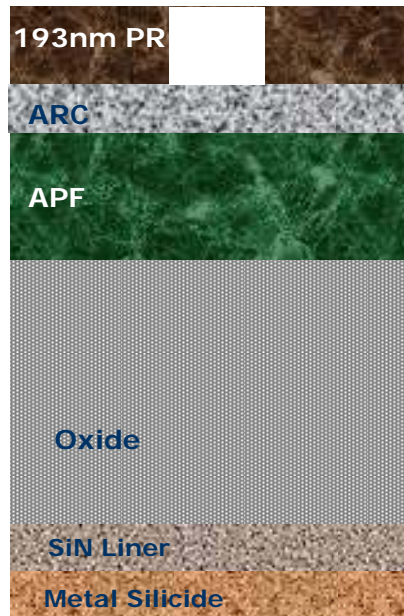 193nm PR
ARC
APF
Oxide
SiN Liner
Metal Silicide